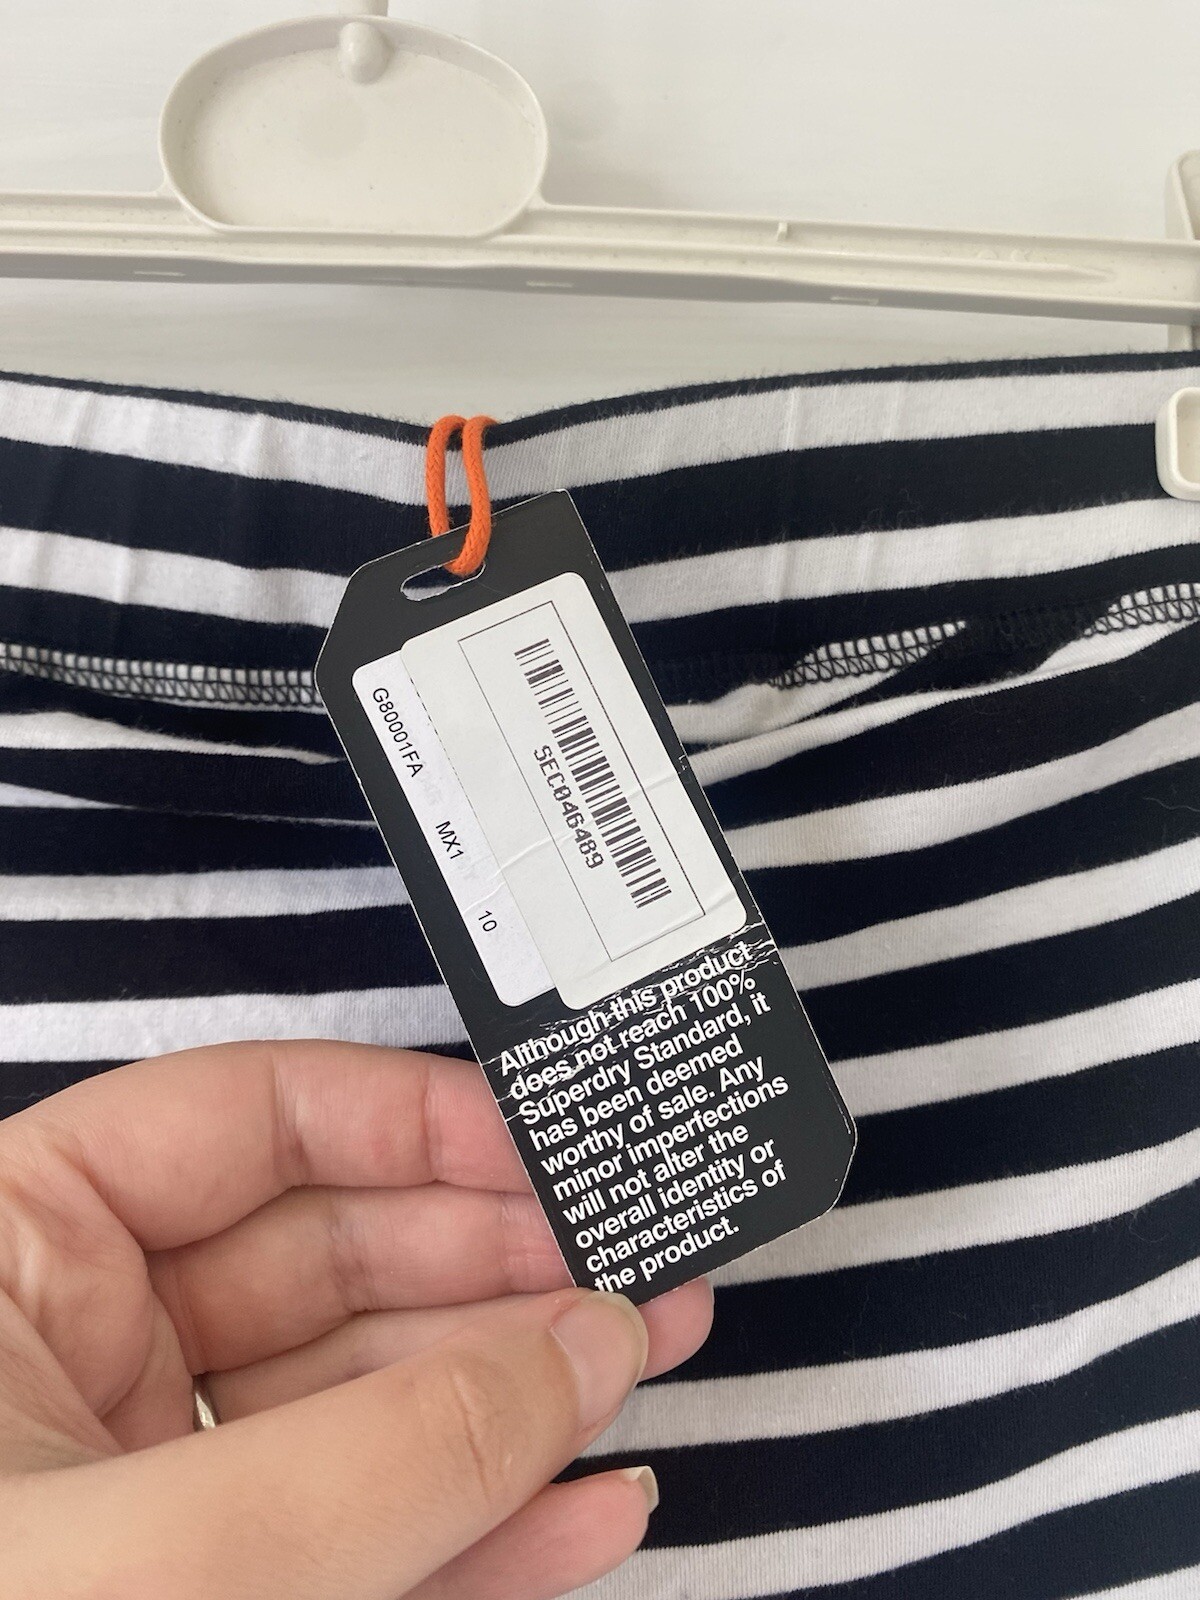 G80001FA
MX1
10
SEC046489
Although this product
does not reach 100%
Superdry Standard, it
has been deemed
worthy of sale. Any
minor imperfections
will not alter the
overall identity or
characteristics of
the product.